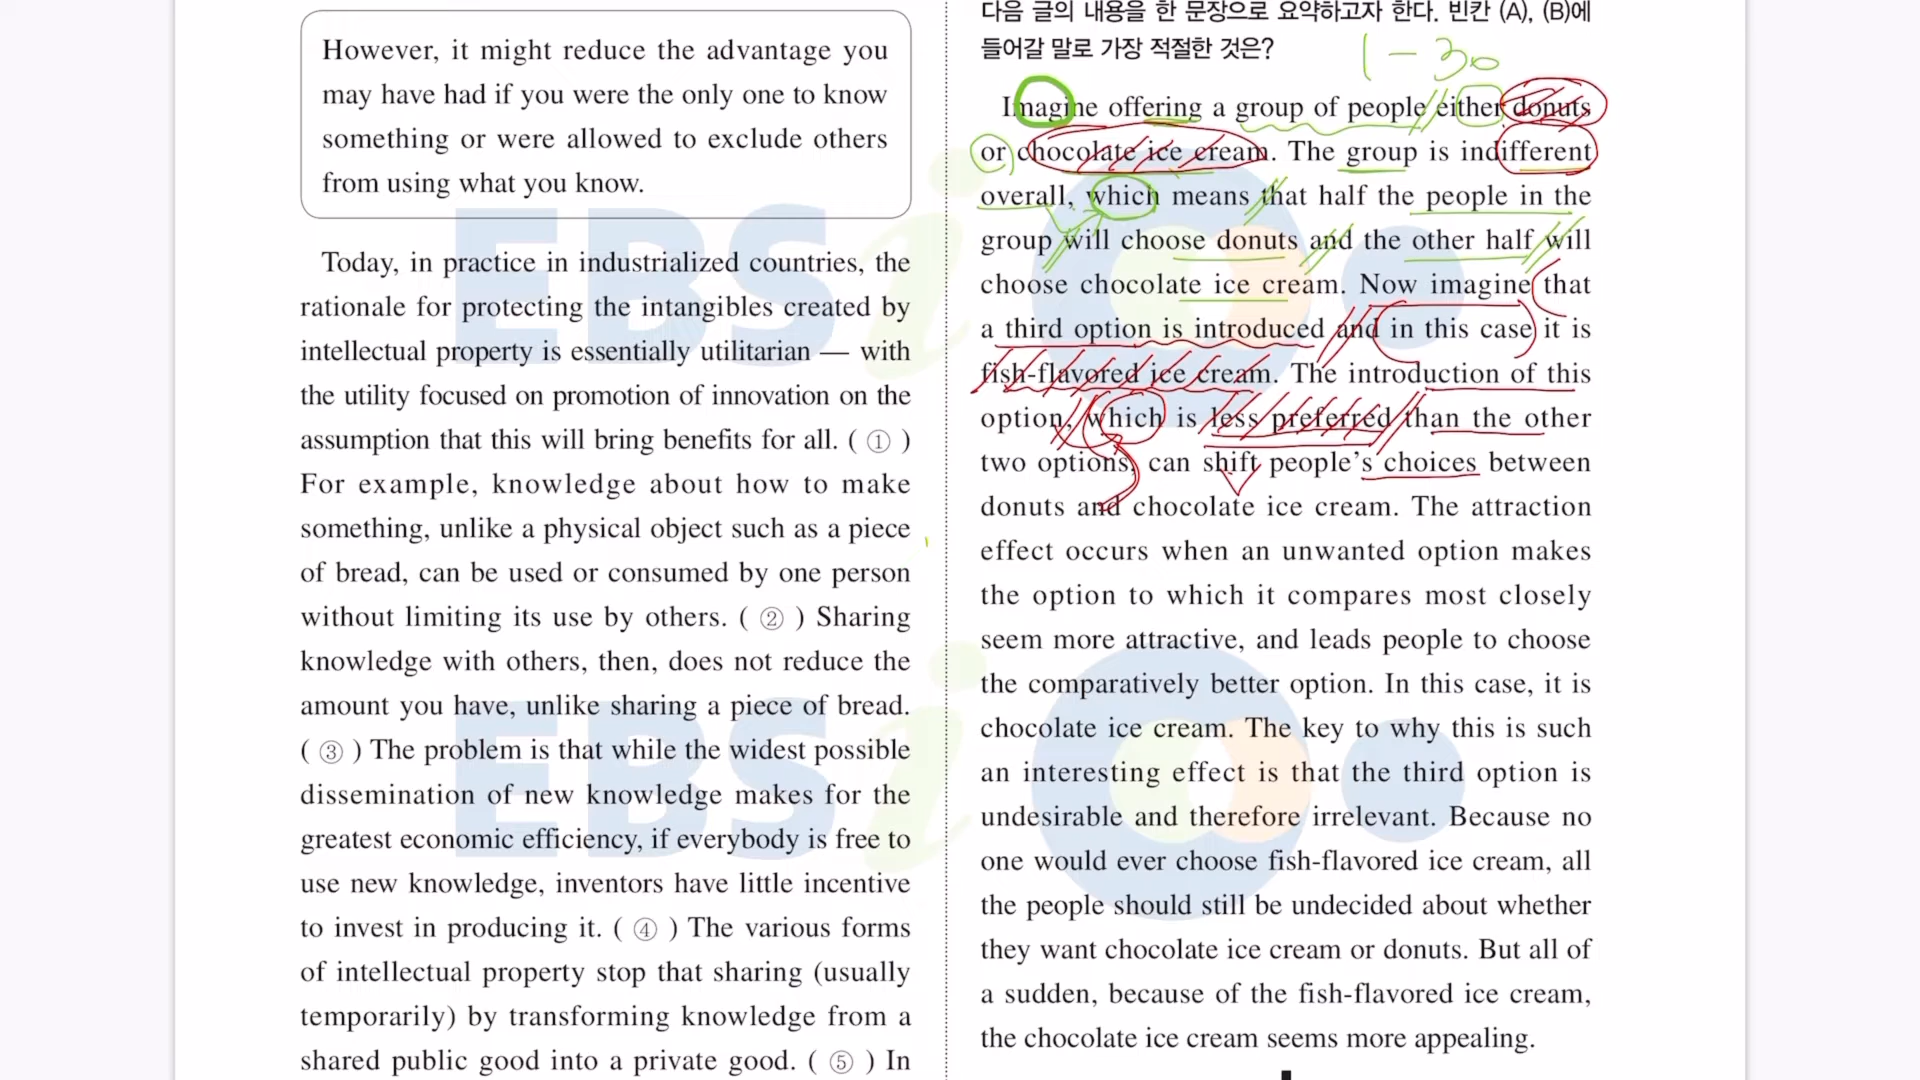 However, it might reduce the advantage you
may have had if you were the only one to know
something or were allowed to exclude others
from using what you know.
Today, in practice in industrialized countries, the
rationale for protecting the intangibles created by
intellectual property is essentially utilitarian — with
the utility focused on promotion of innovation on the
assumption that this will bring benefits for all. ( ① )
For example, knowledge about how to make
something, unlike a physical object such as a piece
of bread, can be used or consumed by one person
without limiting its use by others. ( ② ) Sharing
knowledge with others, then, does not reduce the
amount you have, unlike sharing a piece of bread.
( ③ ) The problem is that while the widest possible
dissemination of new knowledge makes for the
greatest economic efficiency, if everybody is free to
use new knowledge, inventors have little incentive
to invest in producing it. ( ④ ) The various forms
of intellectual property stop that sharing (usually
temporarily) by transforming knowledge from a
shared public good into a private good. ( ⑤ ) In
다음 글의 내용을 한 문장으로 요약하고자 한다. 빈칸 (A), (B)에
들어갈 말로 가장 적절한 것은?
1-30
Imagine offering a group of people either donuts
or chocolate ice cream. The group is indifferent
overall, which means that half the people in the
group will choose donuts and the other half will
choose chocolate ice cream. Now imagine that
a third option is introduced and in this case it is
fish-flavored ice cream. The introduction of this
option, which is less preferred than the other
two options, can shift people's choices between
donuts and chocolate ice cream. The attraction
effect occurs when an unwanted option makes
the option to which it compares most closely
seem more attractive, and leads people to choose
the comparatively better option. In this case, it is
chocolate ice cream. The key to why this is such
an interesting effect is that the third option is
undesirable and therefore irrelevant. Because no
one would ever choose fish-flavored ice cream, all
the people should still be undecided about whether
they want chocolate ice cream or donuts. But all of
a sudden, because of the fish-flavored ice cream,
the chocolate ice cream seems more appealing.
EBSi
EBSi